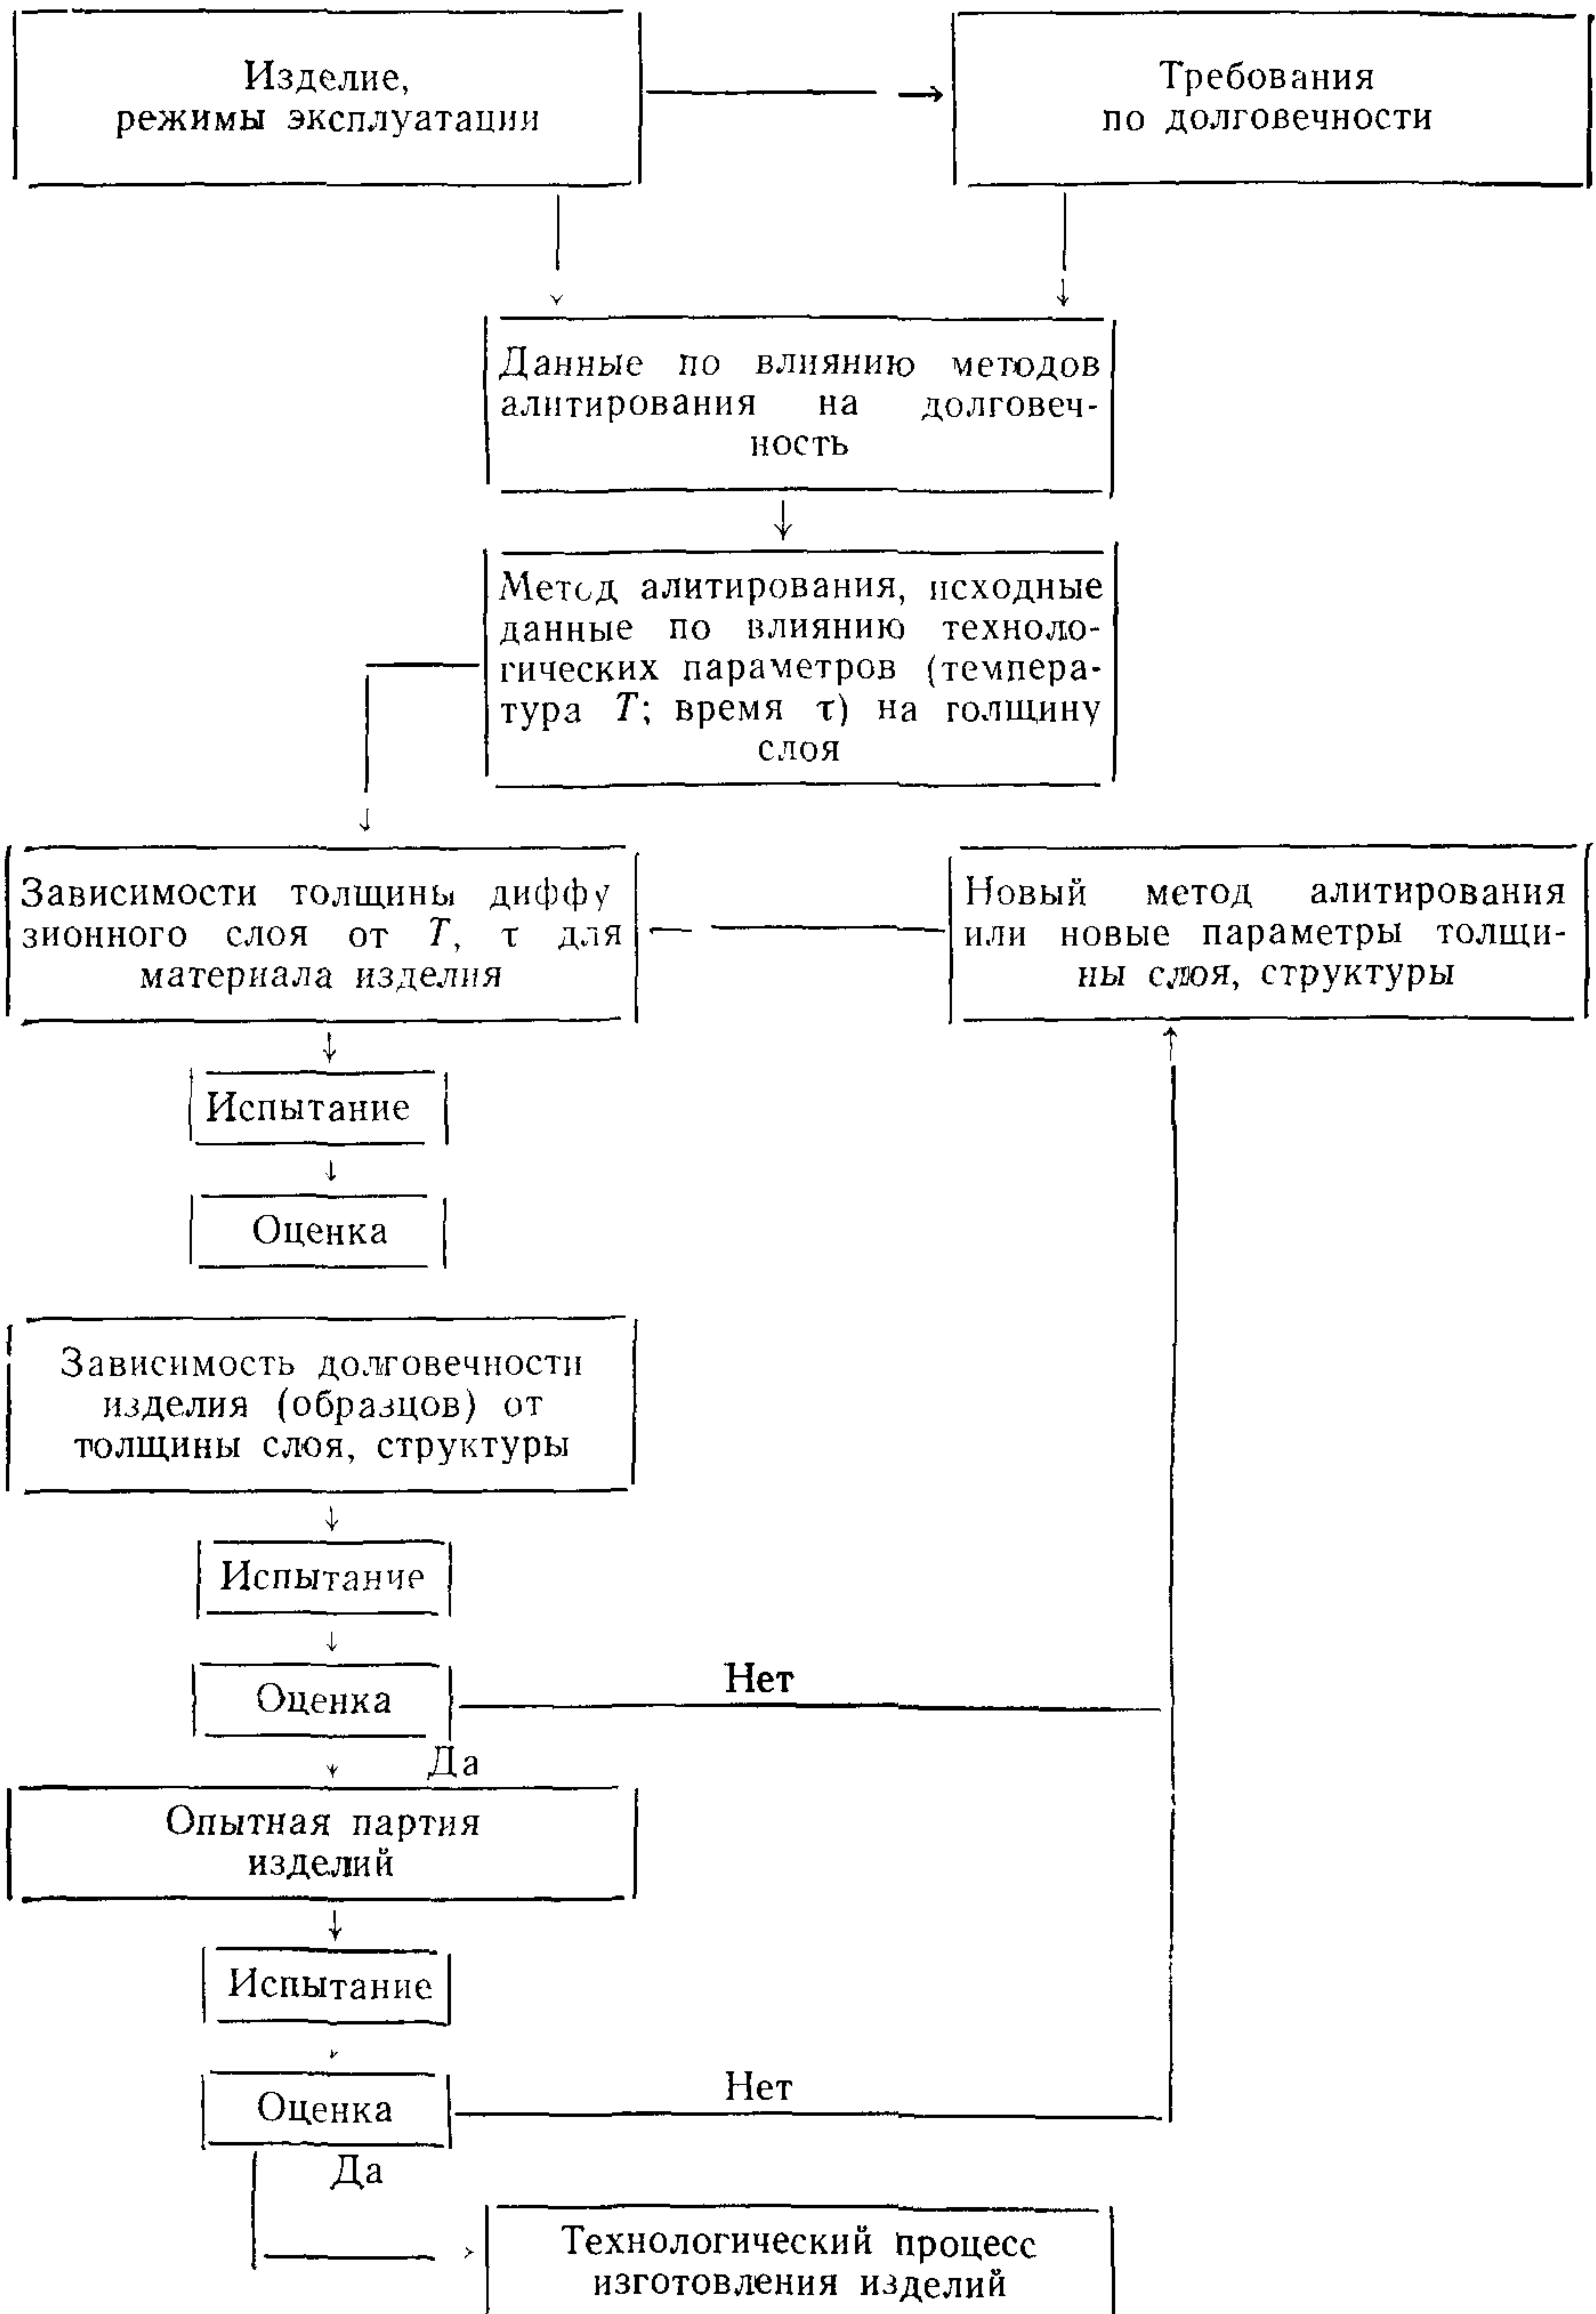 Изделие,
режимы эксплуатации
Требования
по долговечности
Данные по влиянию методов
алитирования на долговеч-
ность
Метод алитирования, исходные
данные по влиянию техноло-
гических параметров (темпера-
тура T; время τ) на толщину
слоя
Зависимости толщины диффу
зионного слоя от T, τ для
материала изделия
Новый метод алитирования
или новые параметры толщи-
ны слоя, структуры
Испытание
Оценка
Зависимость долговечности
изделия (образцов) от
толщины слоя, структуры
Испытание
Оценка
Нет
Да
Опытная партия
изделий
Испытание
Оценка
Нет
Да
Технологический процесс
изготовления изделий